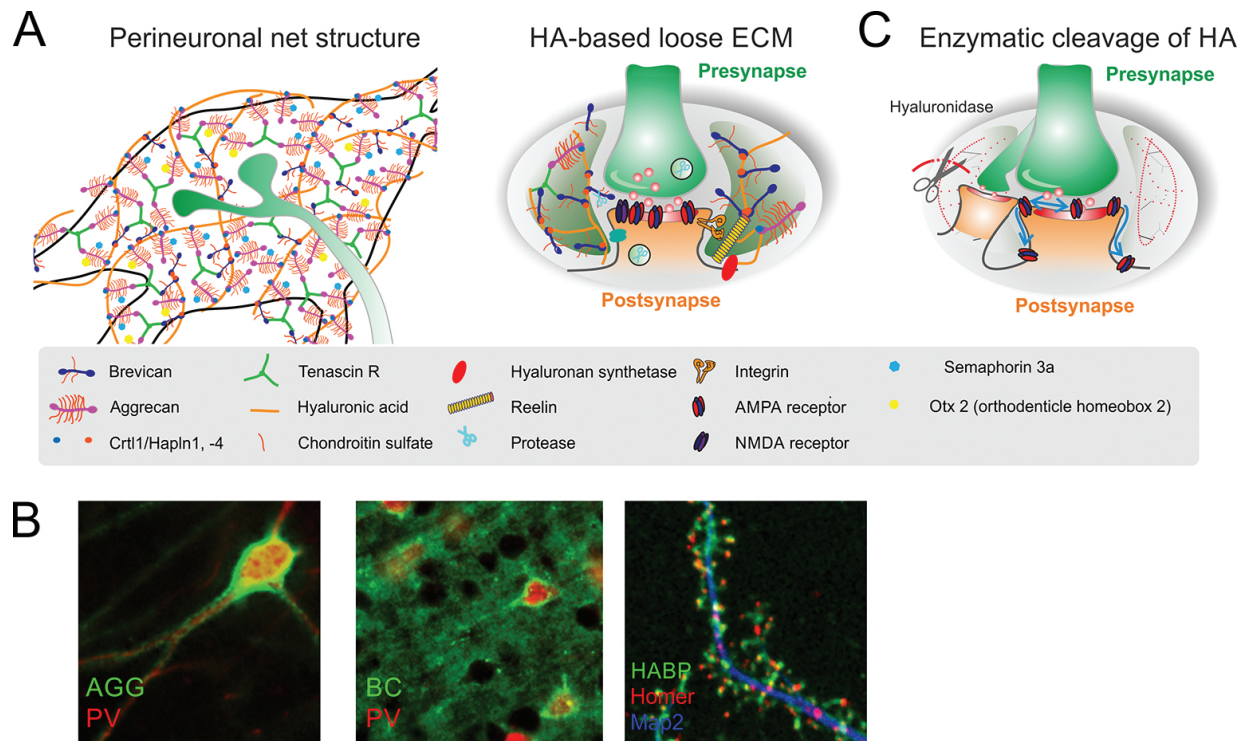 A
Perineuronal net structure
HA-based loose ECM
Presynapse
Postsynapse
C
Enzymatic cleavage of HA
Presynapse
Hyaluronidase
Postsynapse
Brevican
Tenascin R
Hyaluronan synthetase
Integrin
Semaphorin 3a
Aggrecan
Hyaluronic acid
Reelin
AMPA receptor
Otx 2 (orthodenticle homeobox 2)
Crtl1/Hapln1, -4
Chondroitin sulfate
Protease
NMDA receptor
B
AGG
PV
BC
PV
HABP
Homer
Map2